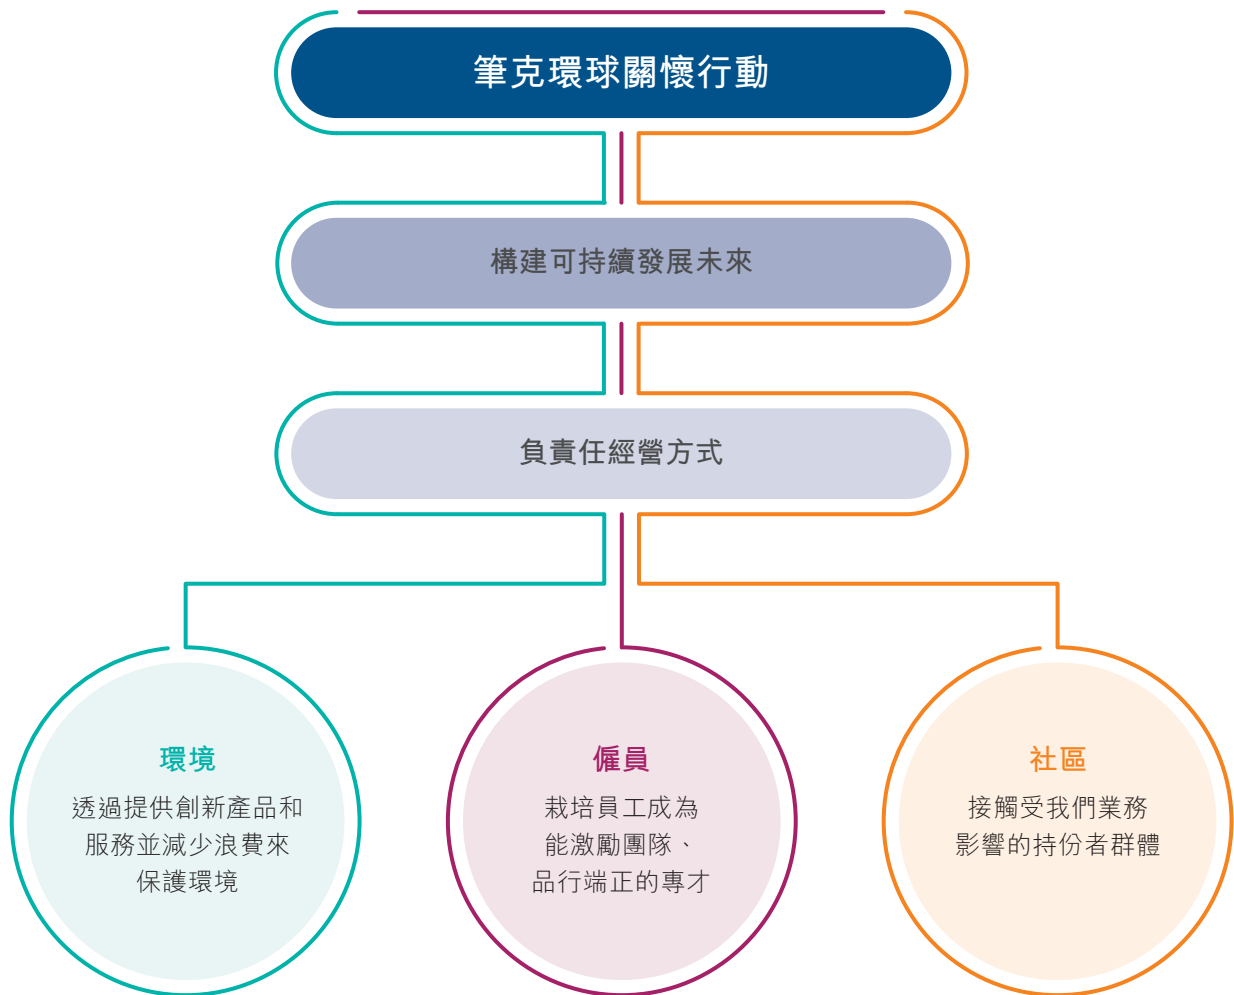 筆克環球關懷行動
構建可持續發展未來
負責任經營方式
環境
透過提供創新產品和
服務並減少浪費來
保護環境
僱員
栽培員工成為
能激勵團隊、
品行端正的專才
社區
接觸受我們業務
影響的持份者群體